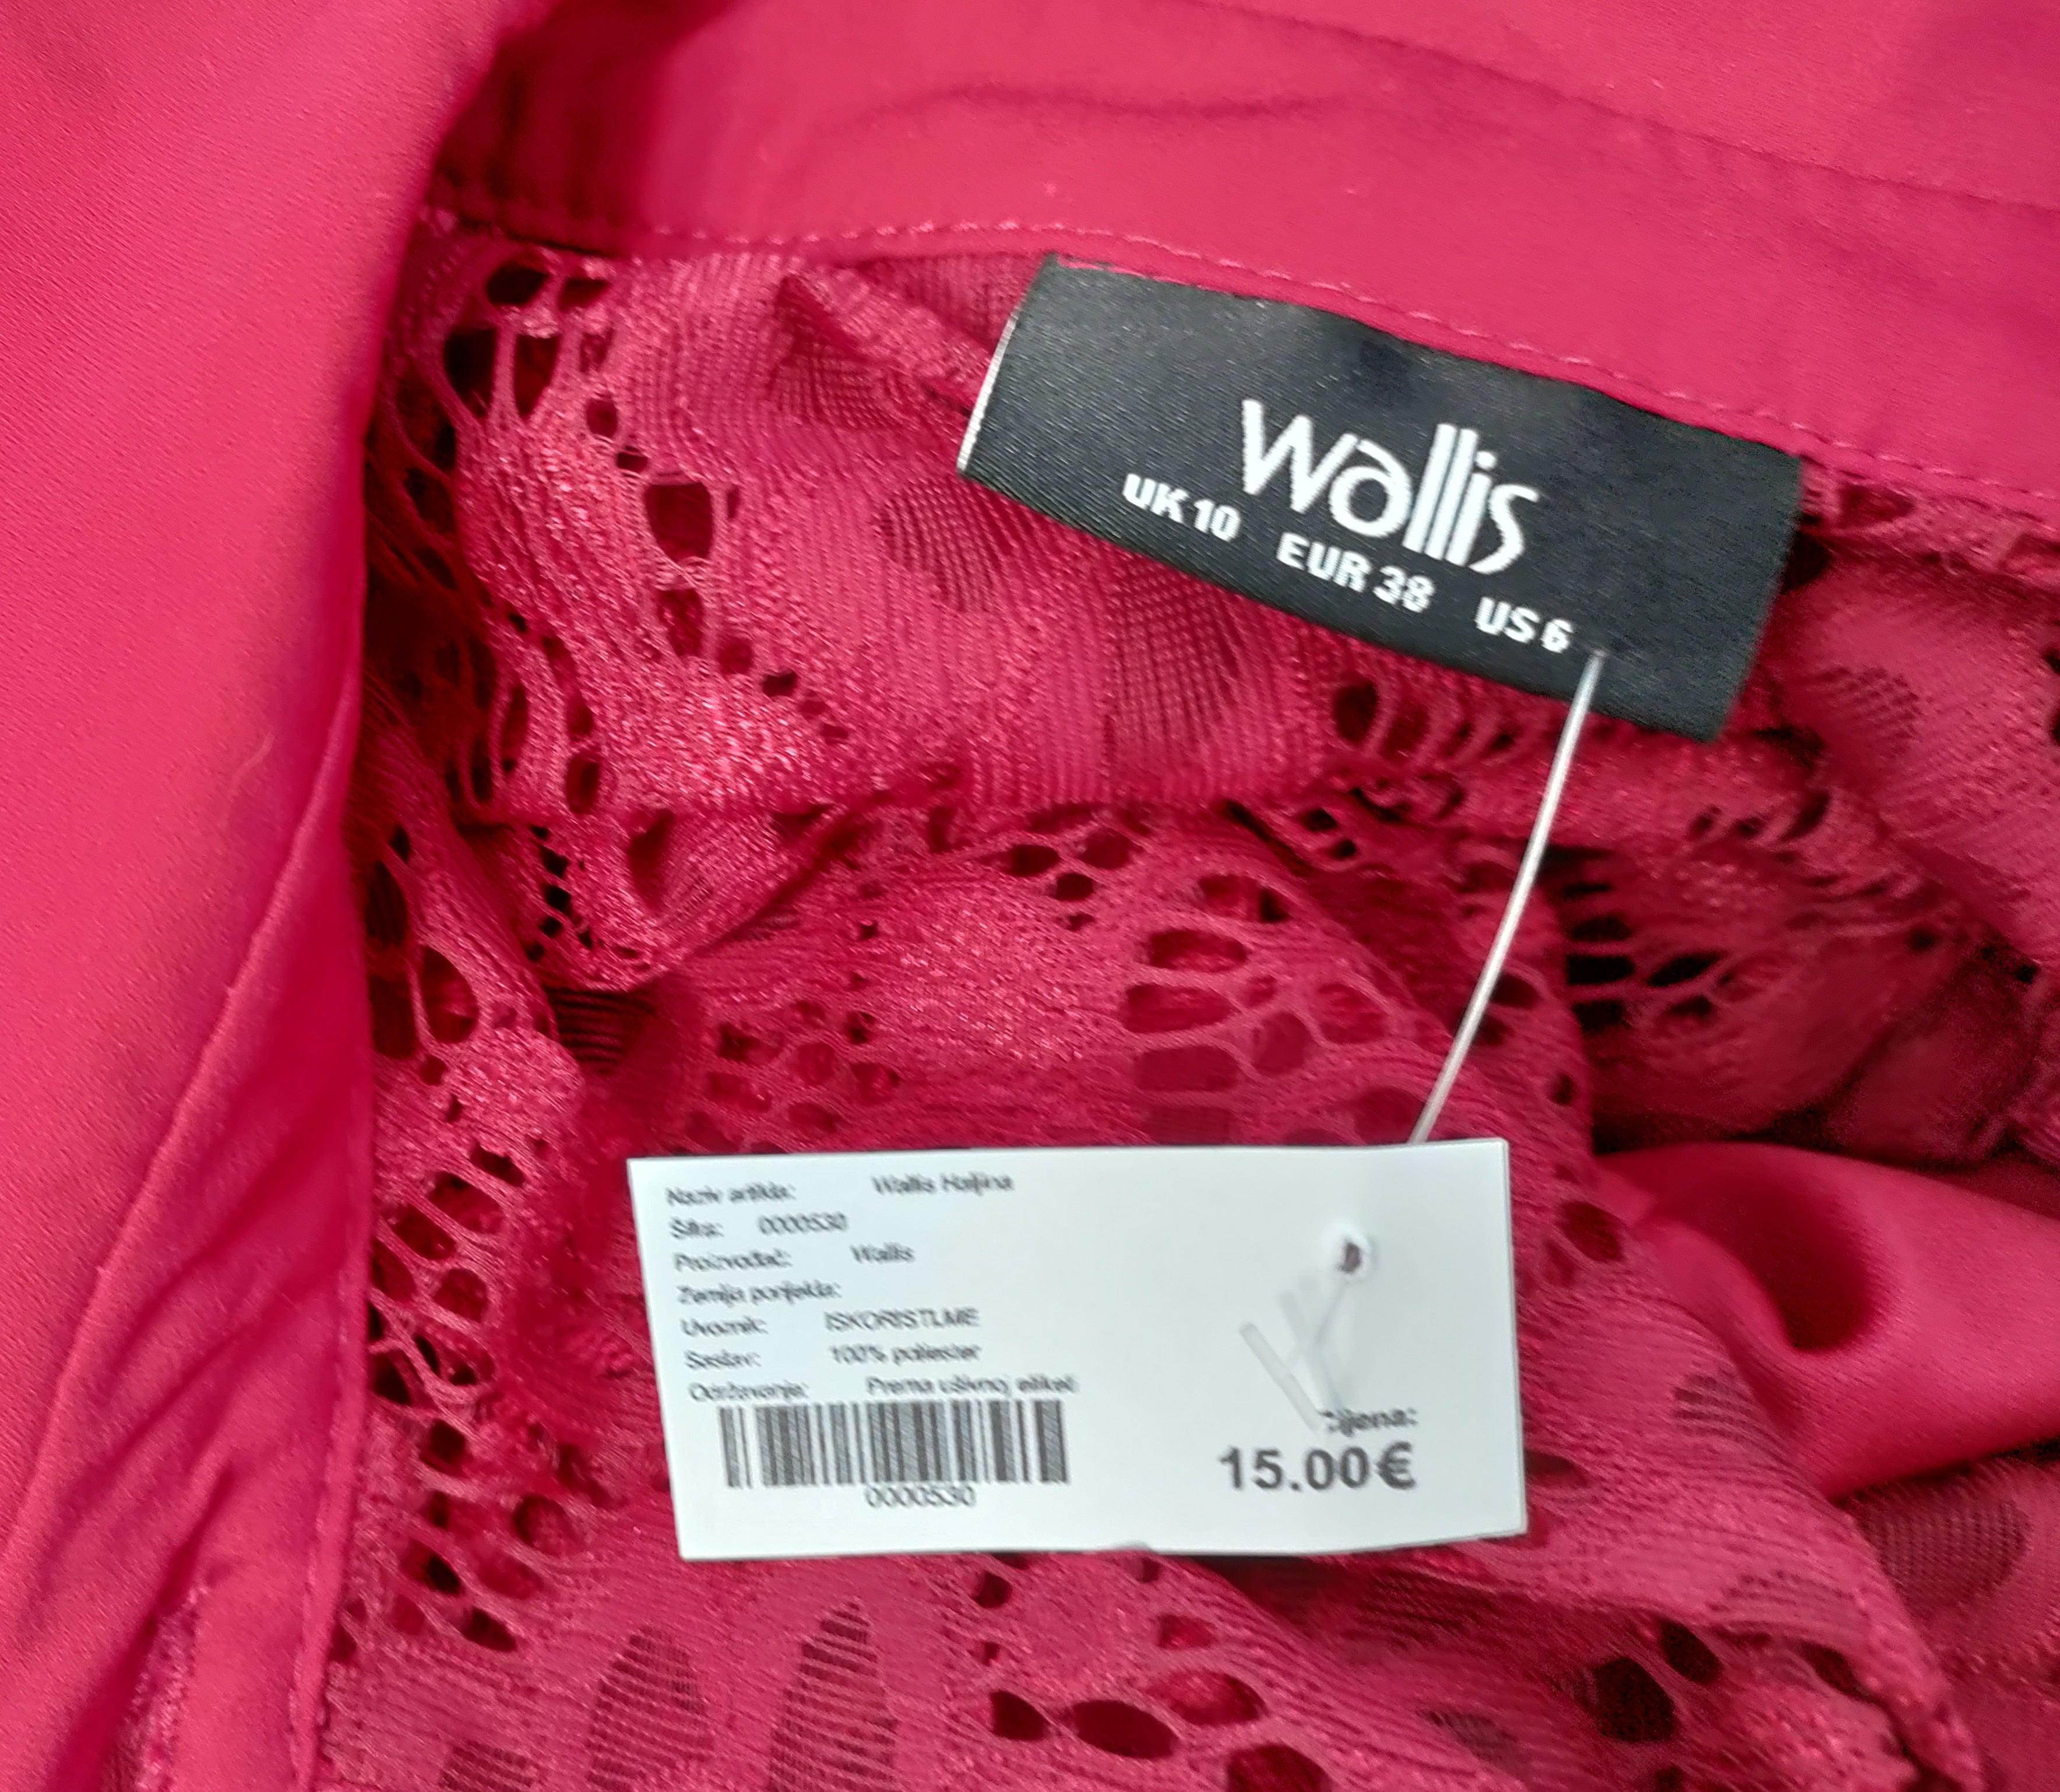 wallis
UK 10 EUR 38 US 6
Naziv artikla: Wallis Haljina
Šifra: 0000530
Proizvođač: Wallis
Zemlja porijekla:
Uvoznik: ISKORISTI.ME
Sastav: 100% poliester
Održavanje: Prema ušivnoj etiketi
0000530
Cijena:
15.00€